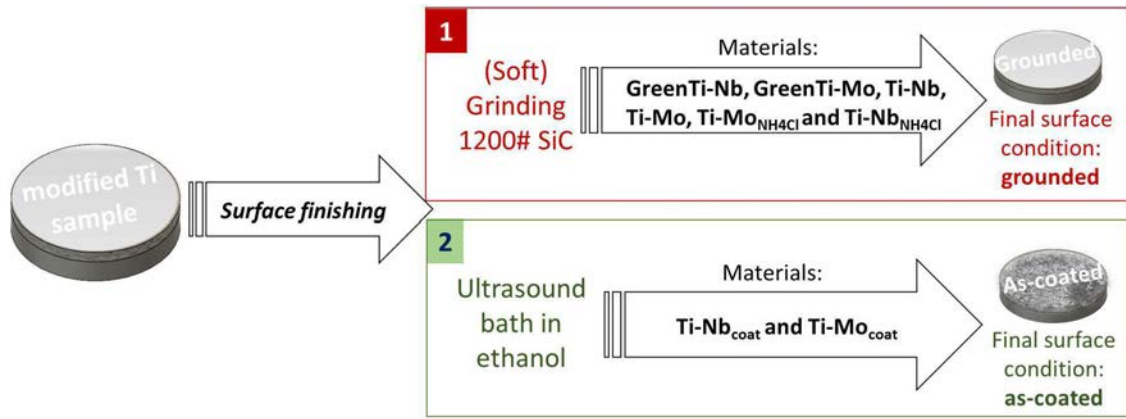 modified Ti
sample
Surface finishing
1
(Soft)
Grinding
1200# SiC
Materials:
GreenTi-Nb, GreenTi-Mo, Ti-Nb,
Ti-Mo, Ti-MoNH4Cl and Ti-NbNH4Cl
Grounded
Final surface
condition:
grounded
2
Ultrasound
bath in
ethanol
Materials:
Ti-Nbcoat and Ti-Mocoat
As-coated
Final surface
condition:
as-coated